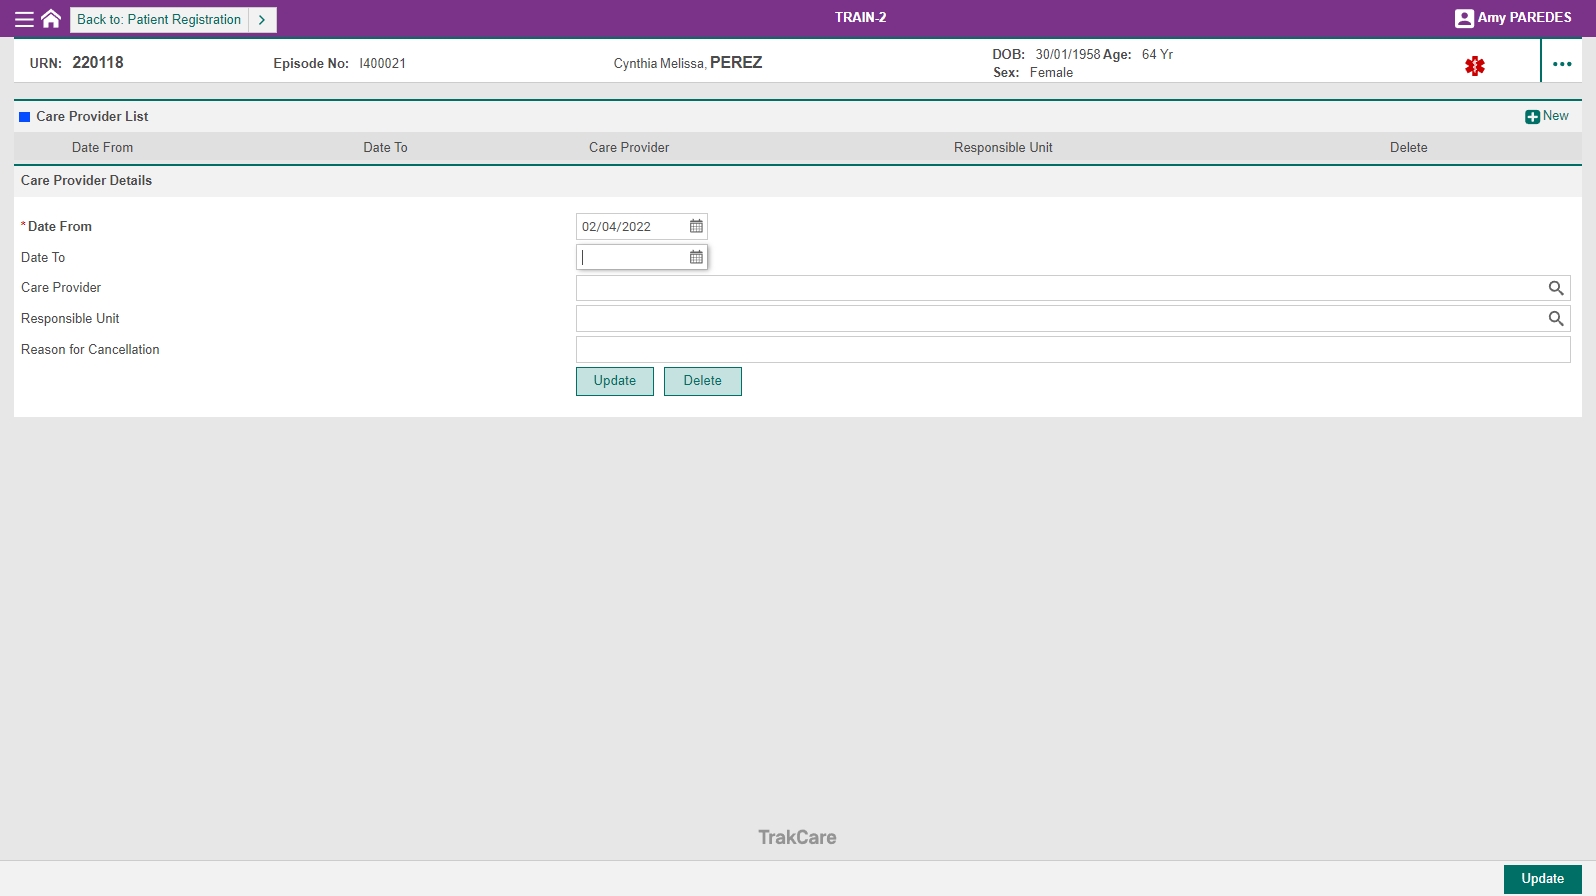 Back to: Patient Registration
TRAIN-2
Amy PAREDES
URN: 220118 Episode No: I400021 Cynthia Melissa, PEREZ DOB: 30/01/1958 Age: 64 Yr
Sex: Female
Care Provider List
New
Date From Date To Care Provider Responsible Unit Delete
Care Provider Details
*Date From 02/04/2022
Date To
Care Provider
Responsible Unit
Reason for Cancellation
Update Delete
TrakCare
Update